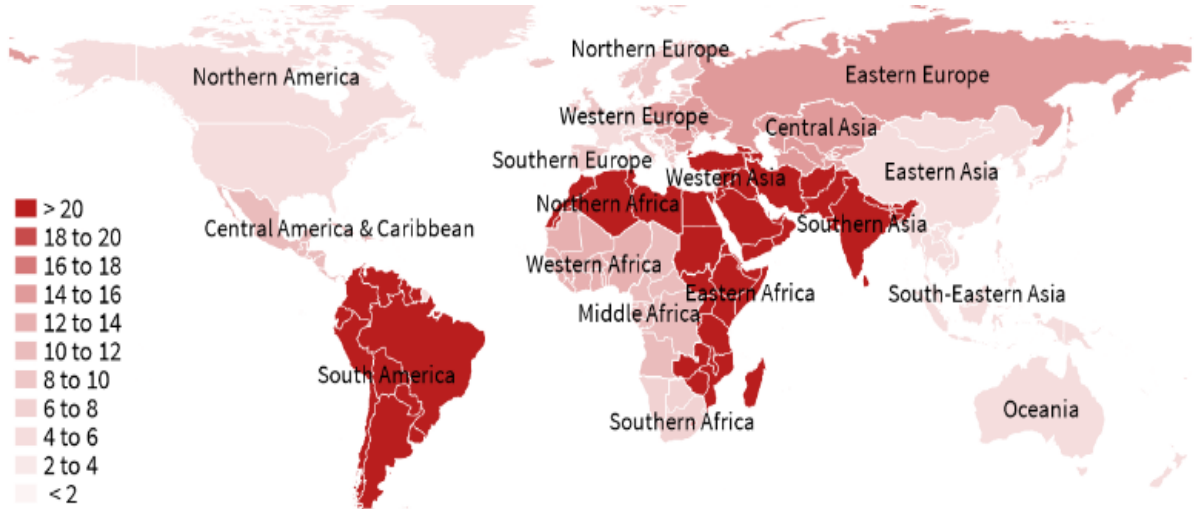 Northern Europe
Northern America
Eastern Europe
Western Europe
Central Asia
Southern Europe
Eastern Asia
Western Asia
Northern Africa
> 20
18 to 20
16 to 18
14 to 16
12 to 14
10 to 12
8 to 10
6 to 8
4 to 6
2 to 4
< 2
Central America & Caribbean
Southern Asia
Western Africa
Eastern Africa
South-Eastern Asia
Middle Africa
South America
Oceania
Southern Africa